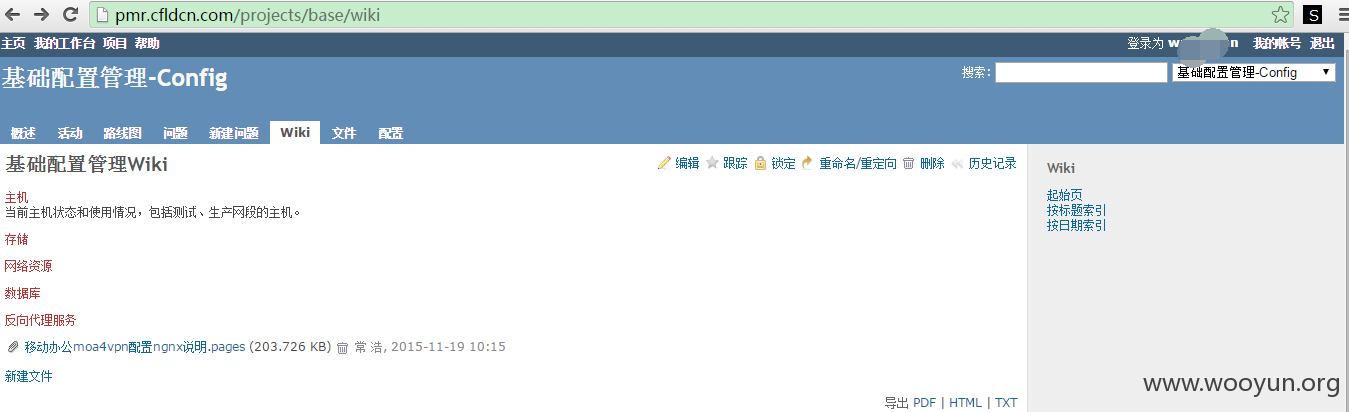 pmr.cfldcn.com/projects/base/wiki
主页 我的工作台 项目 帮助 登录为 我的帐号 退出
基础配置管理-Config 搜索: 基础配置管理-Config
概述 活动 路线图 问题 新建问题 Wiki 文件 配置
基础配置管理Wiki 编辑 跟踪 锁定 重命名/重定向 删除 历史记录
主机
当前主机状态和使用情况，包括测试、生产网段的主机。
存储
网络资源
数据库
反向代理服务
移动办公moa4vpn配置ngnx说明.pages (203.726 KB) 常 浩, 2015-11-19 10:15
新建文件
导出 PDF | HTML | TXT
Wiki
起始页
按标题索引
按日期索引
www.wooyun.org